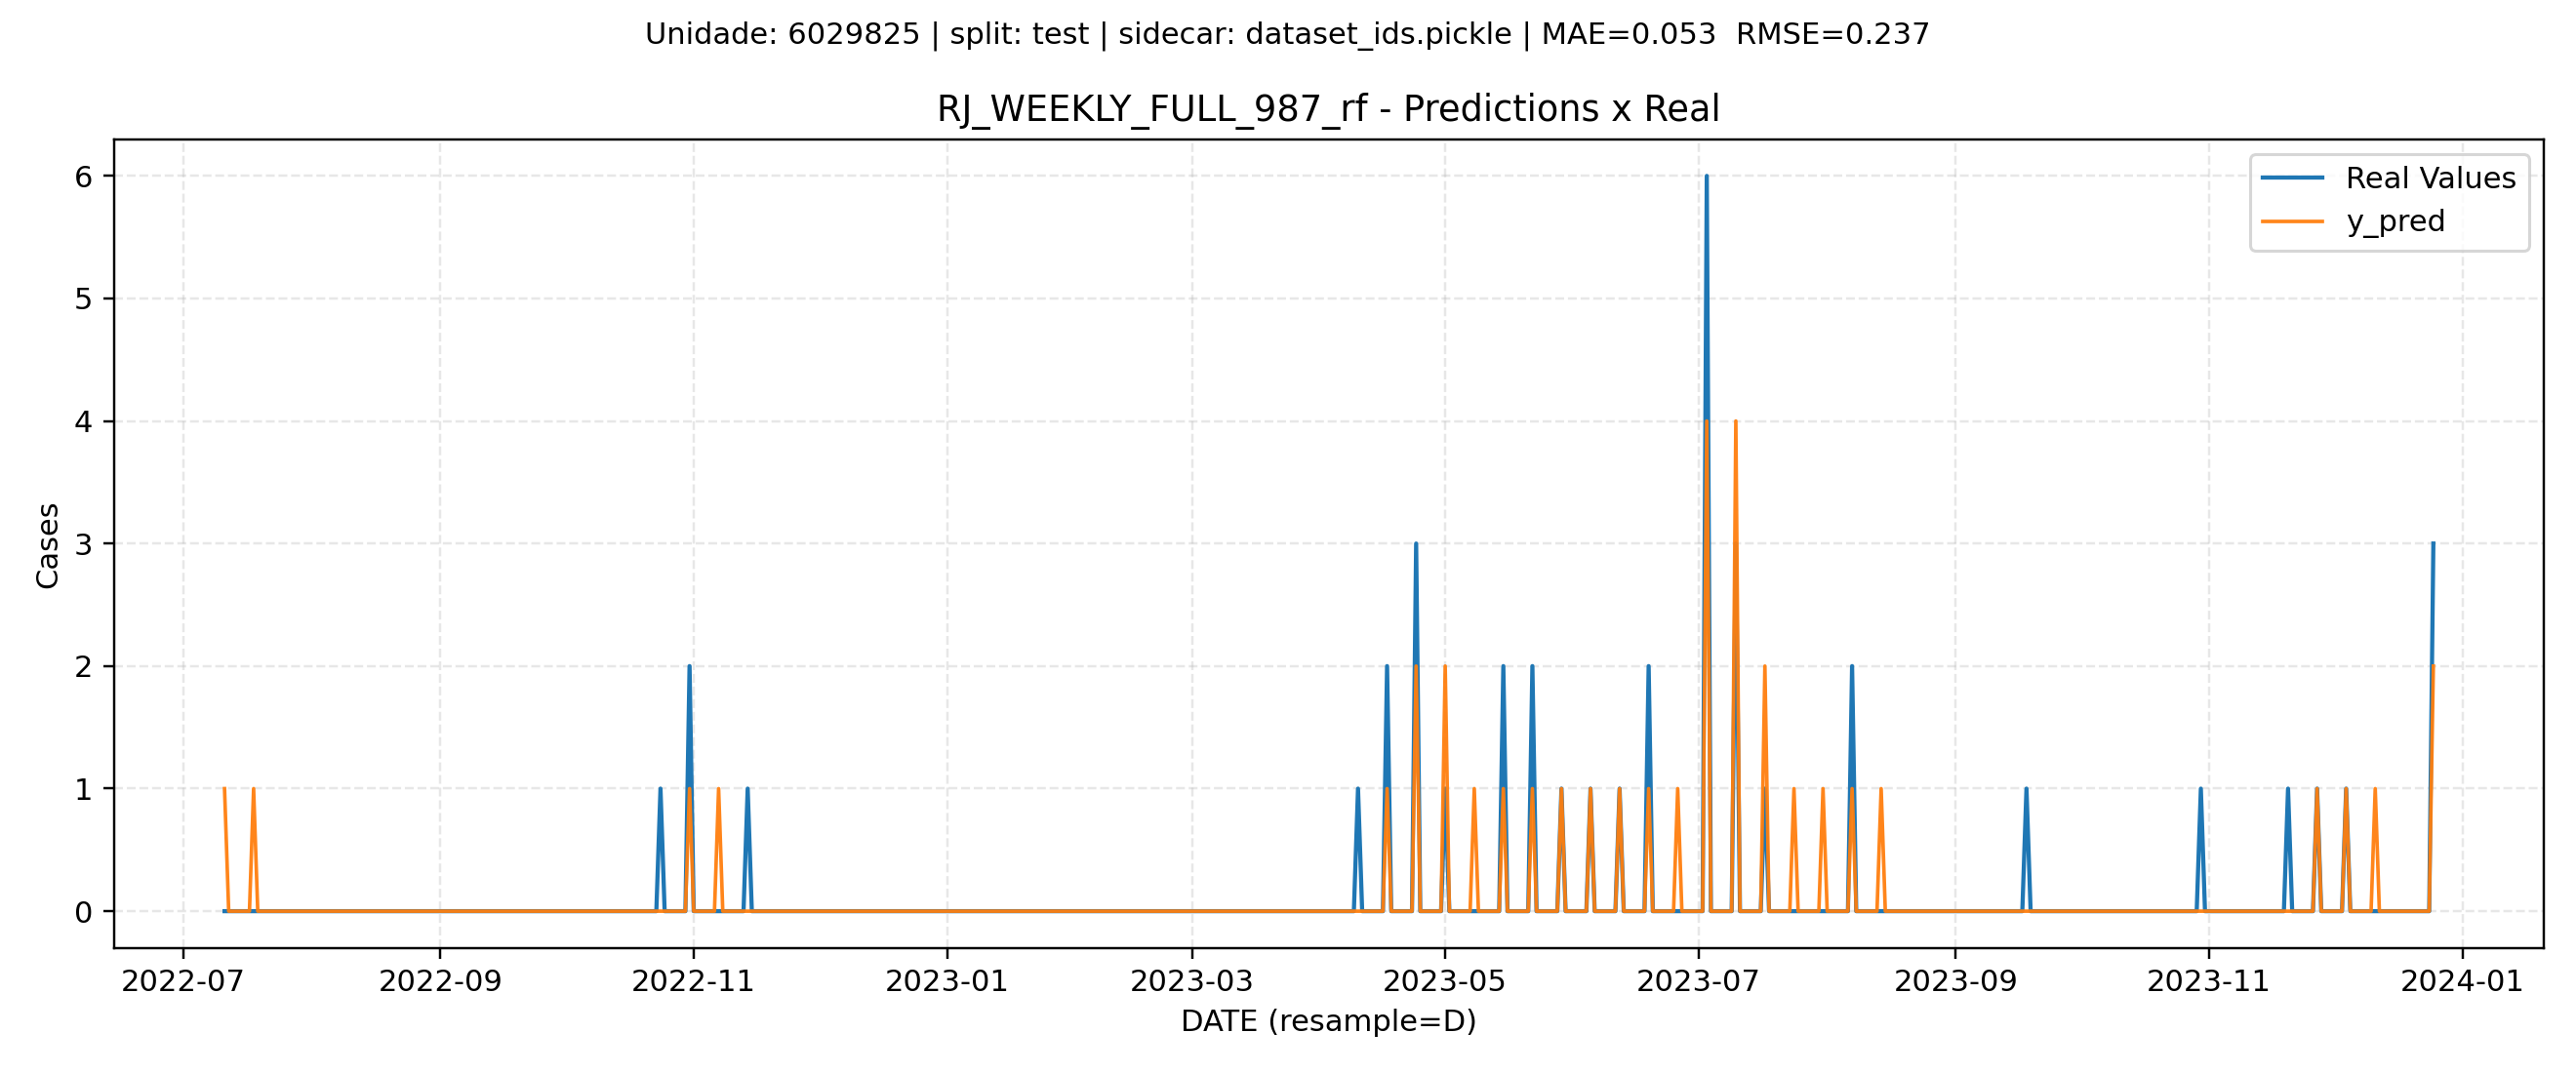 Unidade: 6029825 | split: test | sidecar: dataset_ids.pickle | MAE=0.053  RMSE=0.237
RJ_WEEKLY_FULL_987_rf - Predictions x Real
Real Values
y_pred
Cases
6
5
4
3
2
1
0
2022-07 2022-09 2022-11 2023-01 2023-03 2023-05 2023-07 2023-09 2023-11 2024-01
DATE (resample=D)